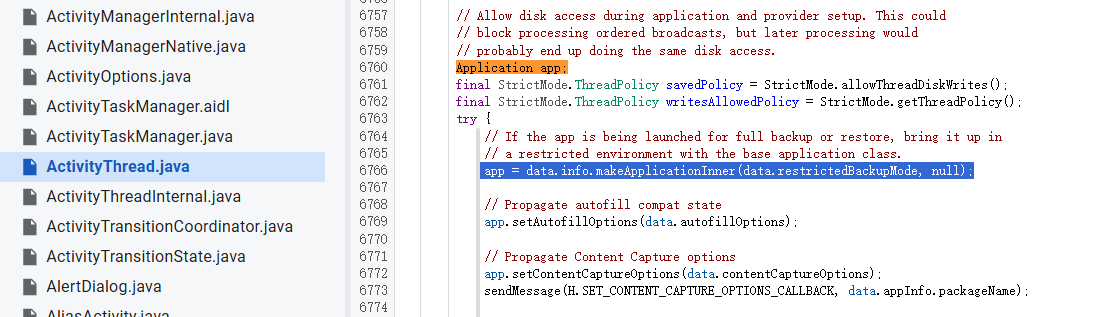 ActivityManagerInternal.java
ActivityManagerNative.java
ActivityOptions.java
ActivityTaskManager.aidl
ActivityTaskManager.java
ActivityThread.java
ActivityThreadInternal.java
ActivityTransitionCoordinator.java
ActivityTransitionState.java
AlertDialog.java
AliasActivity.java
6757 // Allow disk access during application and provider setup. This could
6758 // block processing ordered broadcasts, but later processing would
6759 // probably end up doing the same disk access.
6760 Application app;
6761 final StrictMode.ThreadPolicy savedPolicy = StrictMode.allowThreadDiskWrites();
6762 final StrictMode.ThreadPolicy writesAllowedPolicy = StrictMode.getThreadPolicy();
6763 try {
6764 // If the app is being launched for full backup or restore, bring it up in
6765 // a restricted environment with the base application class.
6766 app = data.info.makeApplicationInner(data.restrictedBackupMode, null);
6767
6768 // Propagate autofill compat state
6769 app.setAutofillOptions(data.autofillOptions);
6770
6771 // Propagate Content Capture options
6772 app.setContentCaptureOptions(data.contentCaptureOptions);
6773 sendMessage(H.SET_CONTENT_CAPTURE_OPTIONS_CALLBACK, data.appInfo.packageName);
6774